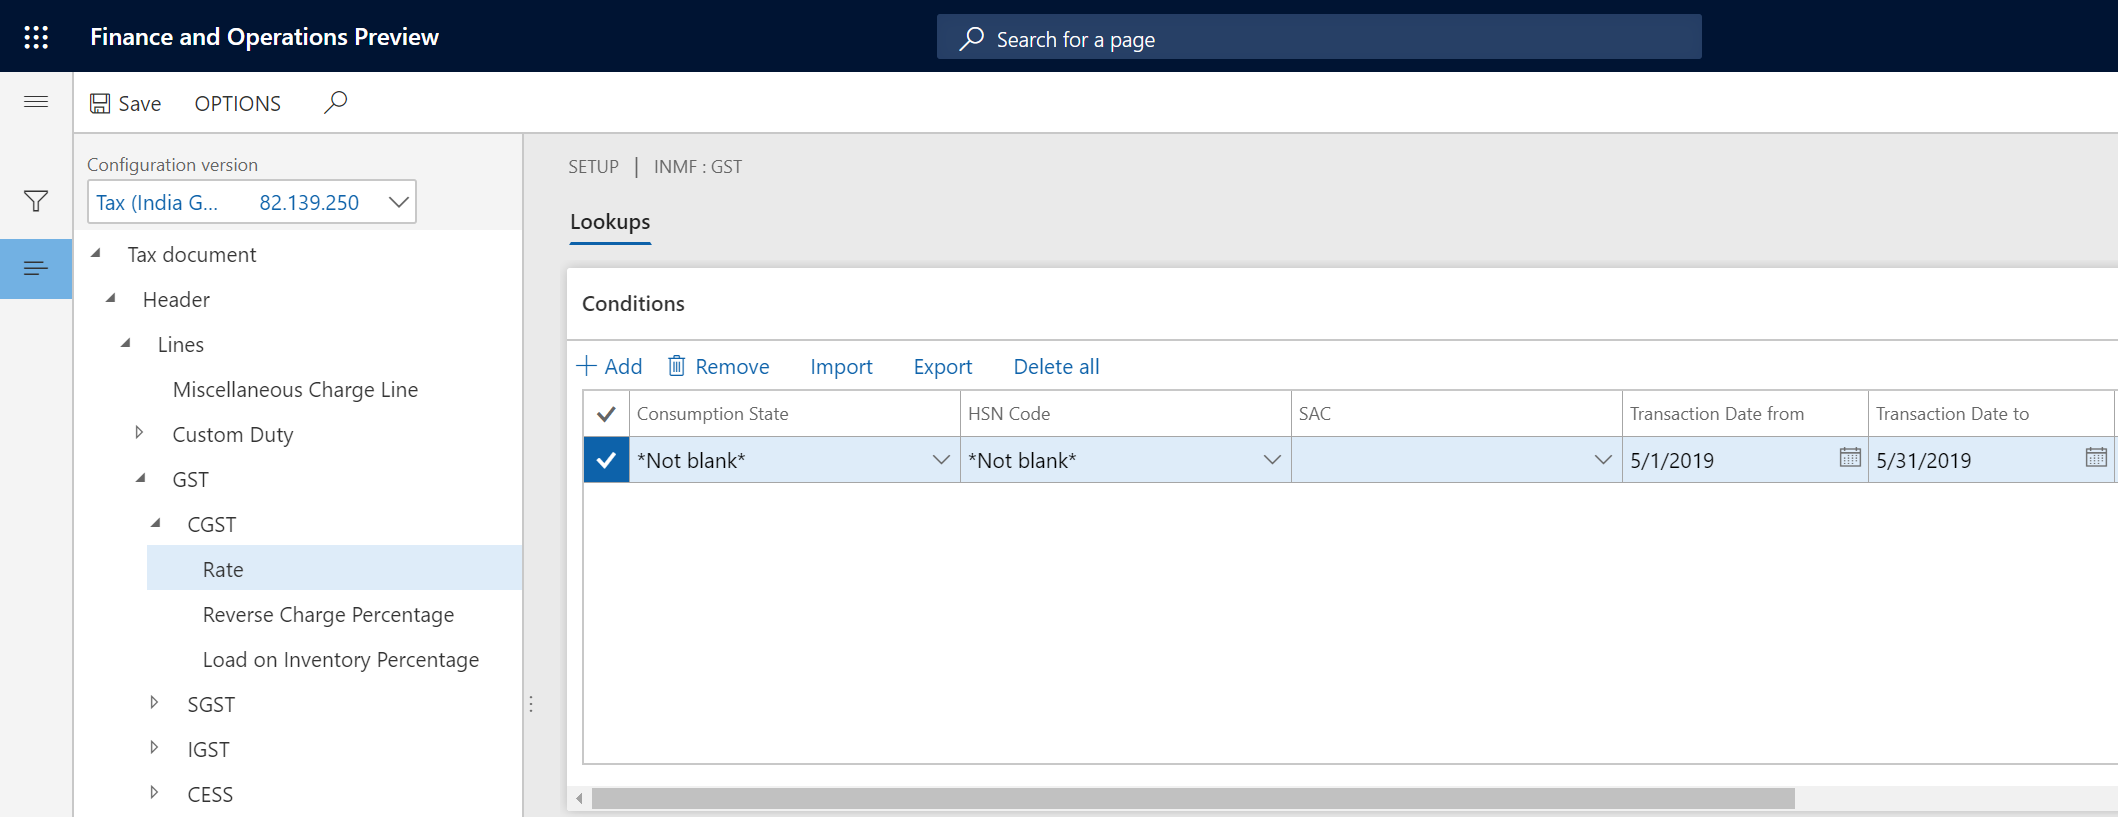 Finance and Operations Preview
Search for a page
Save OPTIONS
Configuration version
Tax (India G... 82.139.250
Tax document
Header
Lines
Miscellaneous Charge Line
Custom Duty
GST
CGST
Rate
Reverse Charge Percentage
Load on Inventory Percentage
SGST
IGST
CESS
SETUP | INMF : GST
Lookups
Conditions
Add Remove Import Export Delete all
Consumption State HSN Code SAC Transaction Date from Transaction Date to
*Not blank* *Not blank* 5/1/2019 5/31/2019